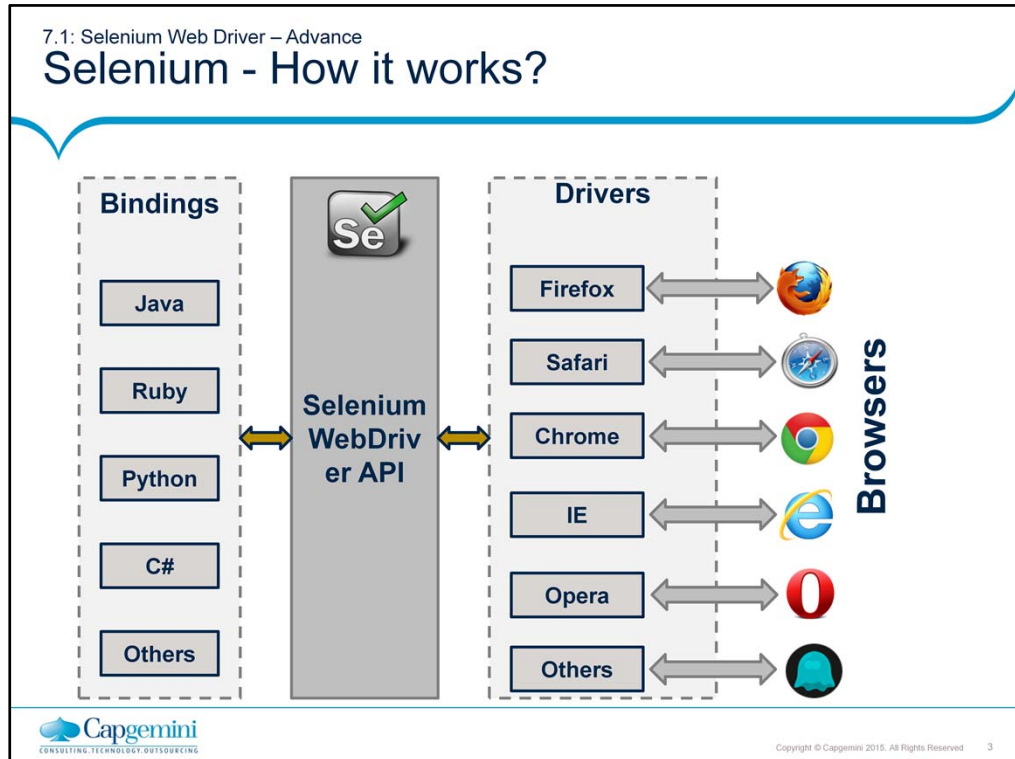 7.1: Selenium Web Driver – Advance
Selenium - How it works?
Bindings
Java
Ruby
Python
C#
Others
Se
Selenium
WebDriv
er API
Drivers
Firefox
Safari
Chrome
IE
Opera
Others
Browsers
Capgemini
CONSULTING.TECHNOLOGY.OUTSOURCING
Copyright © Capgemini 2015. All Rights Reserved 3